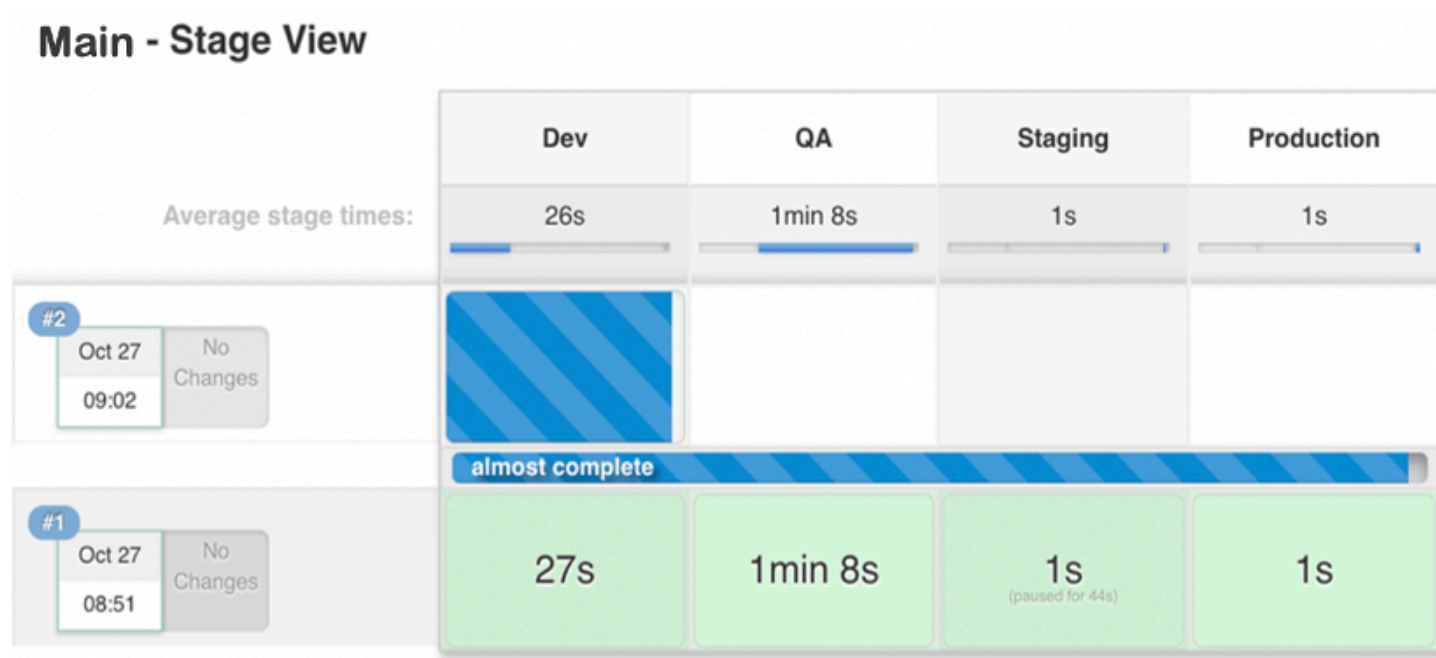 Main - Stage View
Dev QA Staging Production
Average stage times: 26s 1min 8s 1s 1s
#2
Oct 27
No
Changes
09:02
almost complete
#1
Oct 27
No
Changes
08:51
27s 1min 8s 1s 1s
(paused for 44s)